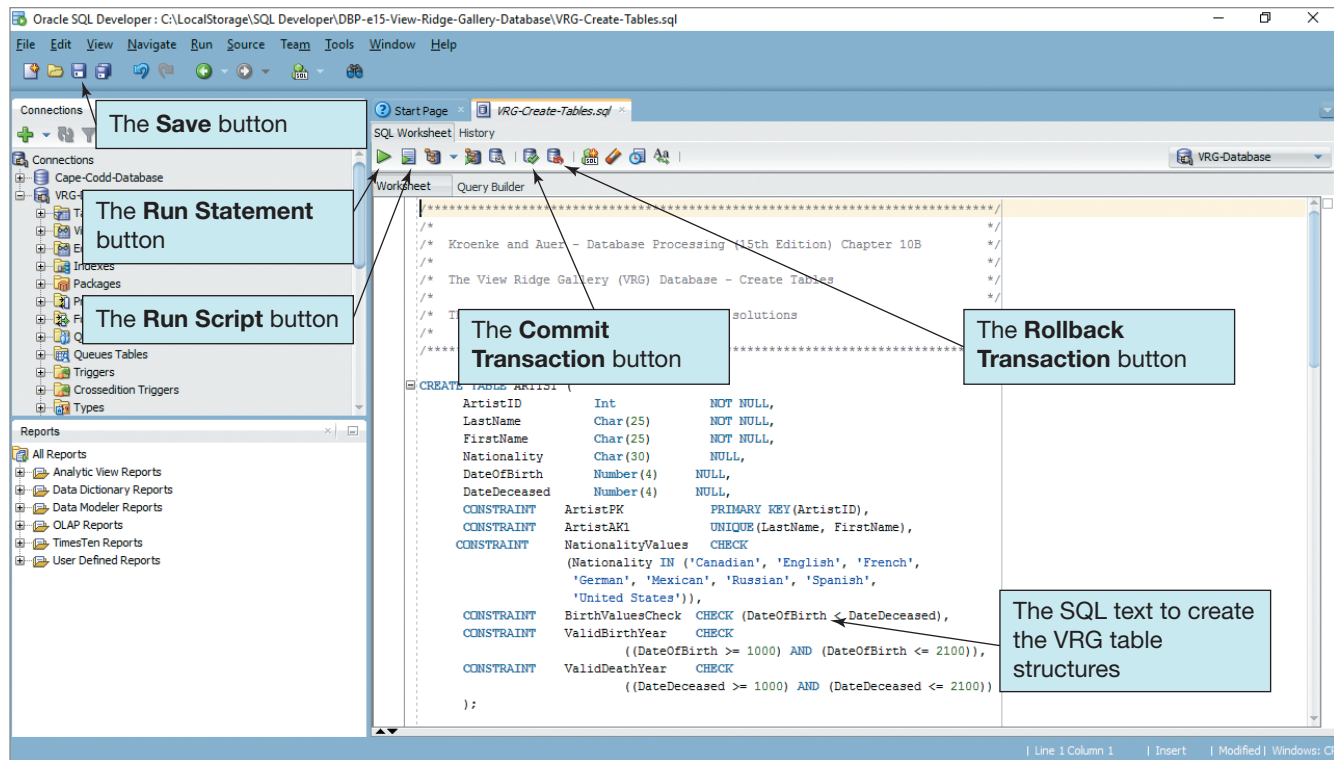 Oracle SQL Developer : C:\LocalStorage\SQL Developer\DBP-e15-View-Ridge-Gallery-Database\VRG-Create-Tables.sql
File Edit View Navigate Run Source Team Tools Window Help
Connections
The Save button
Connections
Cape-Codd-Database
VRG-
The Run Statement
button
Indexes
Packages
The Run Script button
Queues Tables
Triggers
Crossedition Triggers
Types
Reports
All Reports
Analytic View Reports
Data Dictionary Reports
Data Modeler Reports
OLAP Reports
TimesTen Reports
User Defined Reports
Start Page VRG-Create-Tables.sql
SQL Worksheet History
VRG-Database
Worksheet Query Builder
/******************************************************************************/
/* */
/* Kroenke and Auer - Database Processing (15th Edition) Chapter 10B */
/* */
/* The View Ridge Gallery (VRG) Database - Create Tables */
/* */
/* solutions
/*
/******************************************************************************
The Commit
Transaction button
The Rollback
Transaction button
CREATE TABLE ARTIST (
ArtistID Int NOT NULL,
LastName Char(25) NOT NULL,
FirstName Char(25) NOT NULL,
Nationality Char(30) NULL,
DateOfBirth Number(4) NULL,
DateDeceased Number(4) NULL,
CONSTRAINT ArtistPK PRIMARY KEY(ArtistID),
CONSTRAINT ArtistAK1 UNIQUE(LastName, FirstName),
CONSTRAINT NationalityValues CHECK
(Nationality IN ('Canadian', 'English', 'French',
'German', 'Mexican', 'Russian', 'Spanish',
'United States')),
CONSTRAINT BirthValuesCheck CHECK (DateOfBirth < DateDeceased),
CONSTRAINT ValidBirthYear CHECK
((DateOfBirth >= 1000) AND (DateOfBirth <= 2100)),
CONSTRAINT ValidDeathYear CHECK
((DateDeceased >= 1000) AND (DateDeceased <= 2100))
);
The SQL text to create
the VRG table
structures
| Line 1 Column 1 | Insert | Modified | Windows: CR